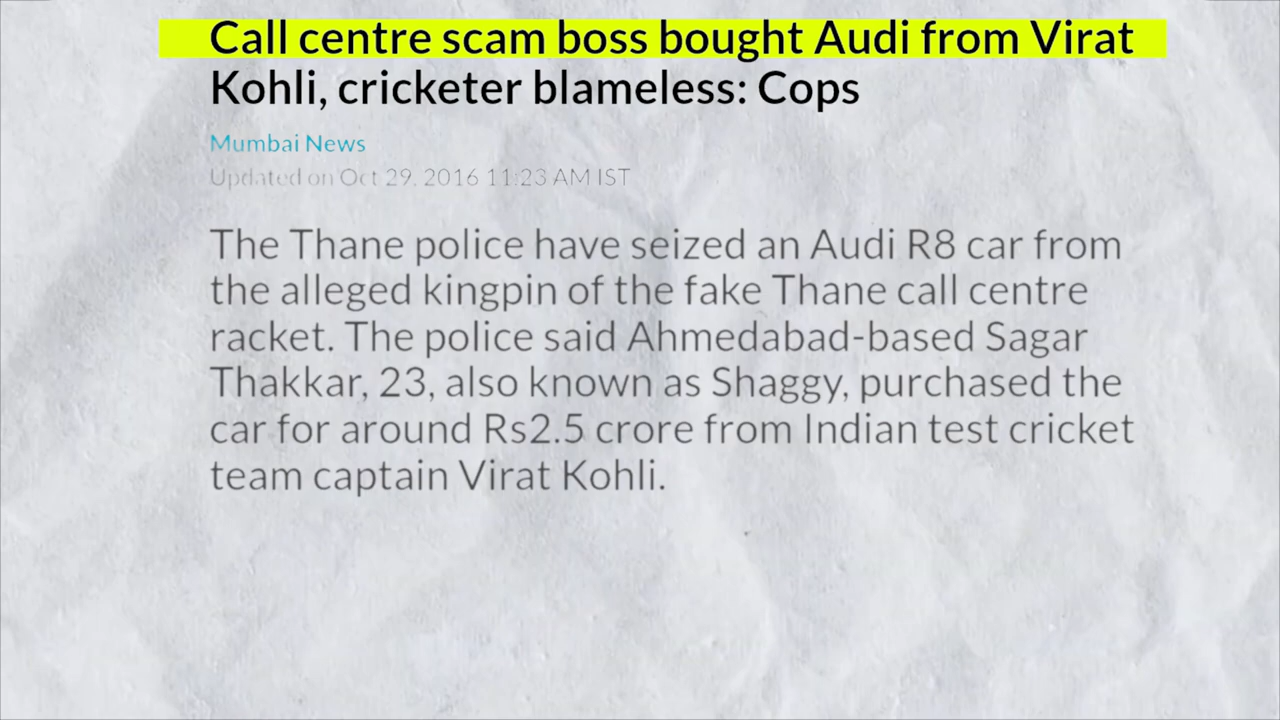 Call centre scam boss bought Audi from Virat
Kohli, cricketer blameless: Cops
Mumbai News
Updated on Oct 29, 2016 11:23 AM IST
The Thane police have seized an Audi R8 car from
the alleged kingpin of the fake Thane call centre
racket. The police said Ahmedabad-based Sagar
Thakkar, 23, also known as Shaggy, purchased the
car for around Rs2.5 crore from Indian test cricket
team captain Virat Kohli.